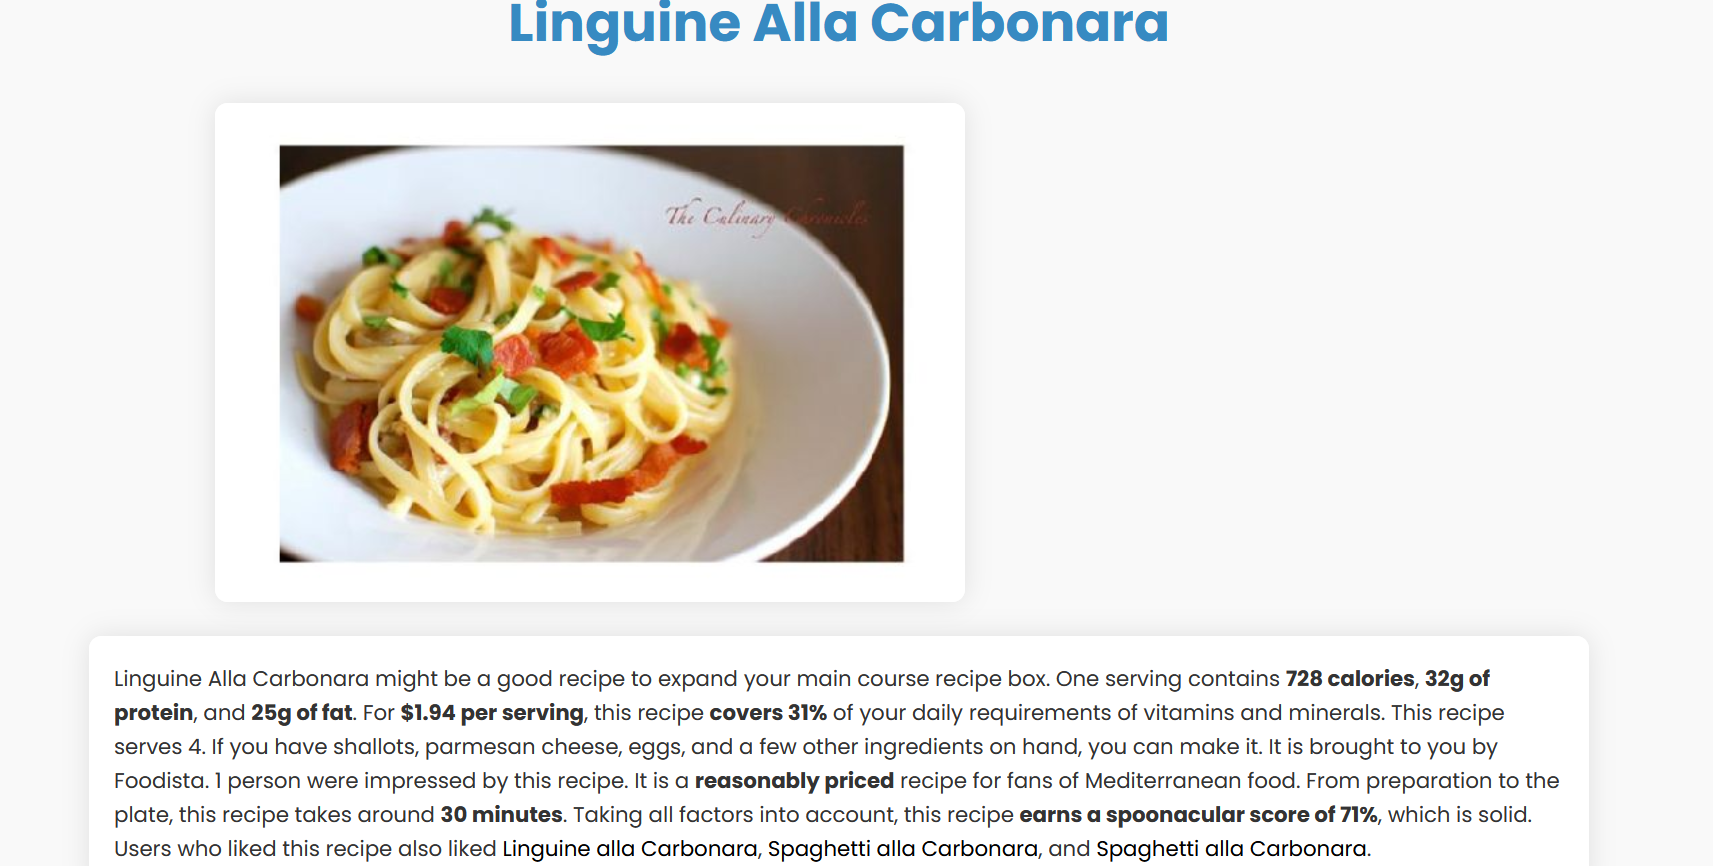 Linguine Alla Carbonara
The Culinary Chronicles
Linguine Alla Carbonara might be a good recipe to expand your main course recipe box. One serving contains 728 calories, 32g of
protein, and 25g of fat. For $1.94 per serving, this recipe covers 31% of your daily requirements of vitamins and minerals. This recipe
serves 4. If you have shallots, parmesan cheese, eggs, and a few other ingredients on hand, you can make it. It is brought to you by
Foodista. 1 person were impressed by this recipe. It is a reasonably priced recipe for fans of Mediterranean food. From preparation to the
plate, this recipe takes around 30 minutes. Taking all factors into account, this recipe earns a spoonacular score of 71%, which is solid.
Users who liked this recipe also liked Linguine alla Carbonara, Spaghetti alla Carbonara, and Spaghetti alla Carbonara.